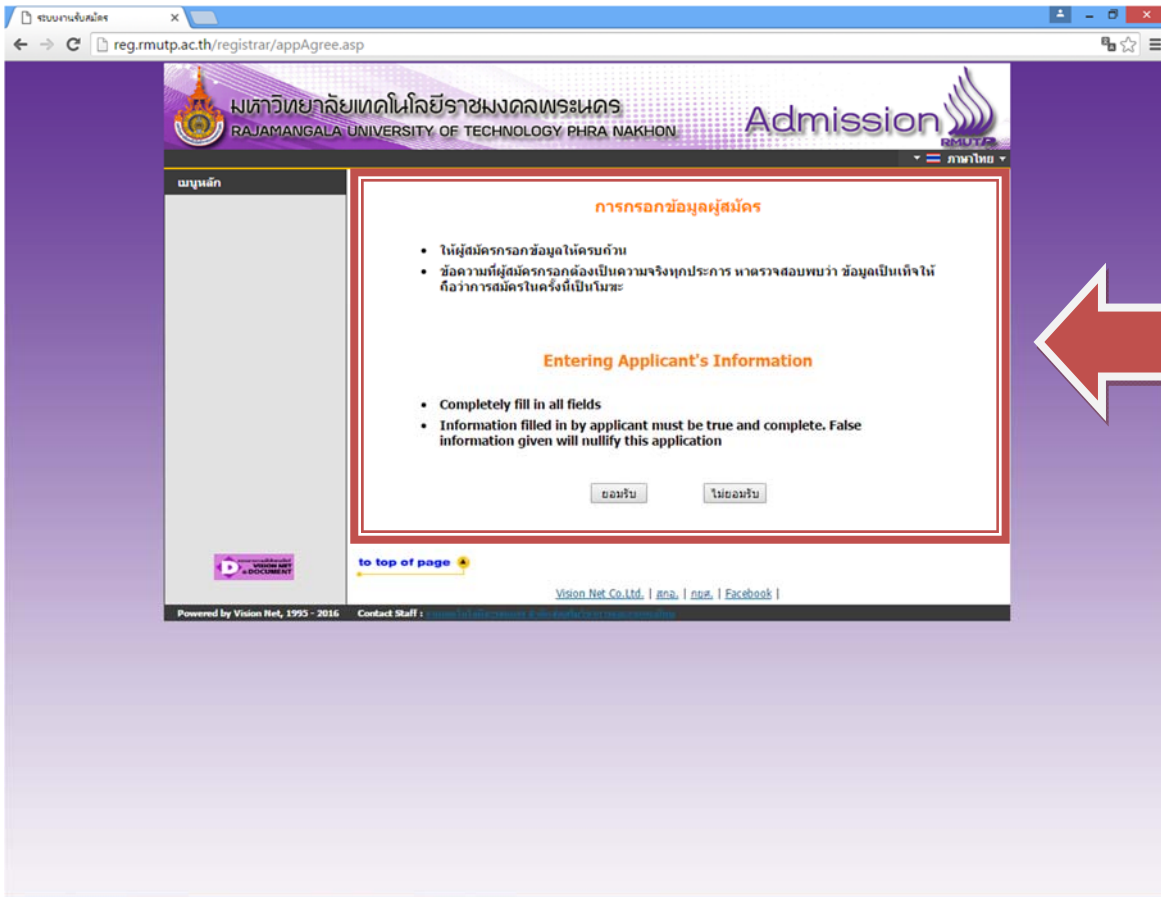 ระบบงานรับสมัคร
reg.rmutp.ac.th/registrar/appAgree.asp
มหาวิทยาลัยเทคโนโลยีราชมงคลพระนคร
RAJAMANGALA UNIVERSITY OF TECHNOLOGY PHRA NAKHON
Admission
RMUTP
ภาษาไทย
เมนูหลัก
การกรอกข้อมูลผู้สมัคร
• ให้ผู้สมัครกรอกข้อมูลให้ครบถ้วน
• ข้อความที่ผู้สมัครกรอกต้องเป็นความจริงทุกประการ หาตรวจสอบพบว่า ข้อมูลเป็นเท็จให้
ถือว่าการสมัครในครั้งนี้เป็นโมฆะ
Entering Applicant's Information
• Completely fill in all fields
• Information filled in by applicant must be true and complete. False
information given will nullify this application
ยอมรับ ไม่ยอมรับ
VISION NET
e-DOCUMENT
to top of page
Vision Net Co.Ltd. | สกอ. | กยศ. | Facebook |
Powered by Vision Net, 1995 - 2016 Contact Staff :